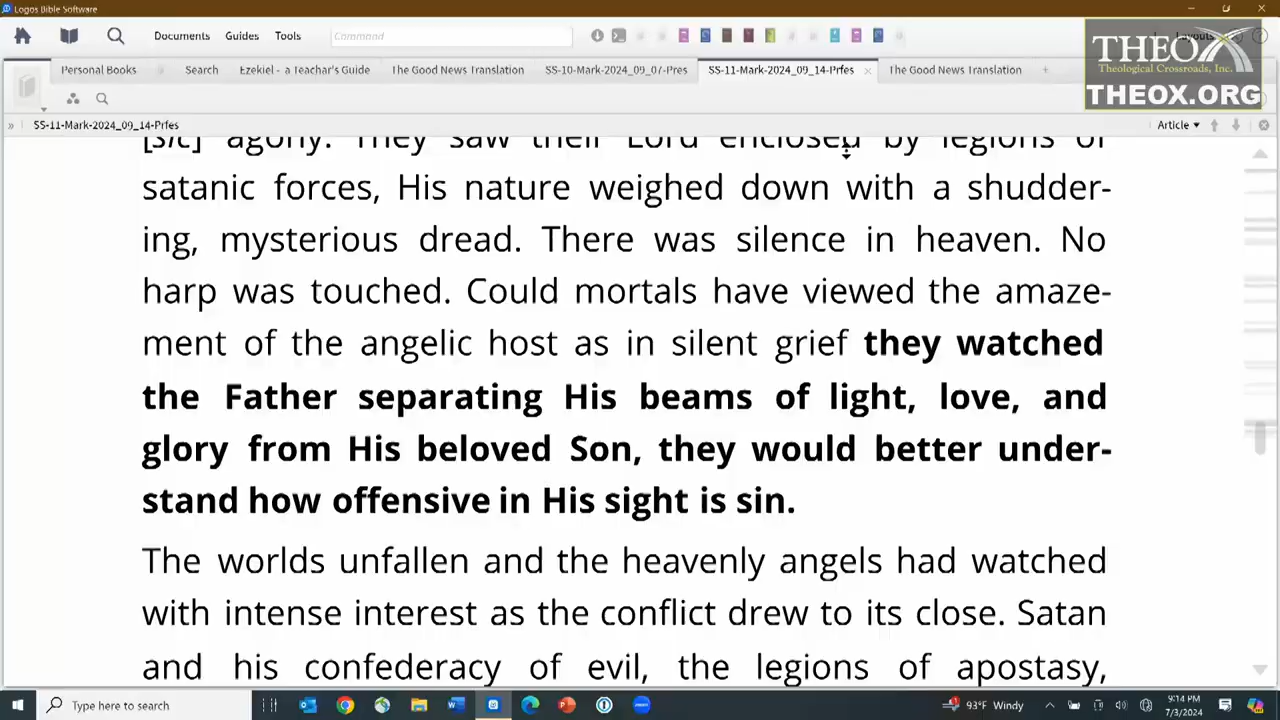 Logos Bible Software
Documents Guides Tools Command
THEOX
Theological Crossroads, Inc.
THEOX.ORG
Personal Books Search Ezekiel - a Teacher's Guide SS-10-Mark-2024_09_07-Pres SS-11-Mark-2024_09_14-Prfes The Good News Translation
SS-11-Mark-2024_09_14-Prfes Article
[sic] agony. They saw their Lord enclosed by legions of
satanic forces, His nature weighed down with a shudder-
ing, mysterious dread. There was silence in heaven. No
harp was touched. Could mortals have viewed the amaze-
ment of the angelic host as in silent grief they watched
the Father separating His beams of light, love, and
glory from His beloved Son, they would better under-
stand how offensive in His sight is sin.
The worlds unfallen and the heavenly angels had watched
with intense interest as the conflict drew to its close. Satan
and his confederacy of evil, the legions of apostasy,
Type here to search 93°F Windy 9:14 PM
7/3/2024